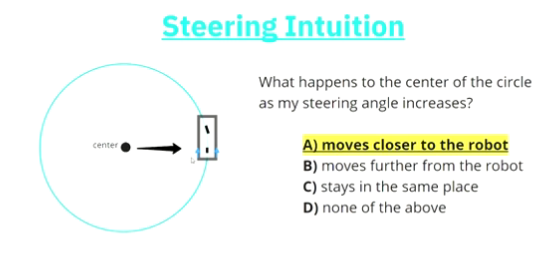 Steering Intuition
What happens to the center of the circle
as my steering angle increases?
center
A) moves closer to the robot
B) moves further from the robot
C) stays in the same place
D) none of the above